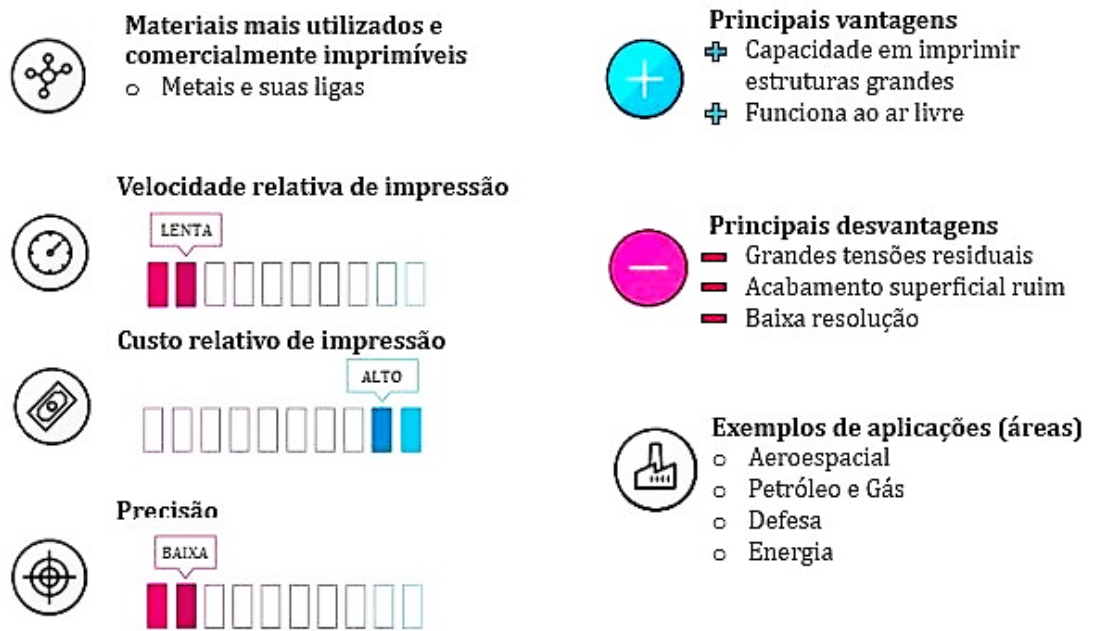 Materiais mais utilizados e
comercialmente imprimíveis
o Metais e suas ligas
Velocidade relativa de impressão
LENTA
Custo relativo de impressão
ALTO
Precisão
BAIXA
Principais vantagens
Capacidade em imprimir
estruturas grandes
Funciona ao ar livre
Principais desvantagens
Grandes tensões residuais
Acabamento superficial ruim
Baixa resolução
Exemplos de aplicações (áreas)
o Aeroespacial
o Petróleo e Gás
o Defesa
o Energia